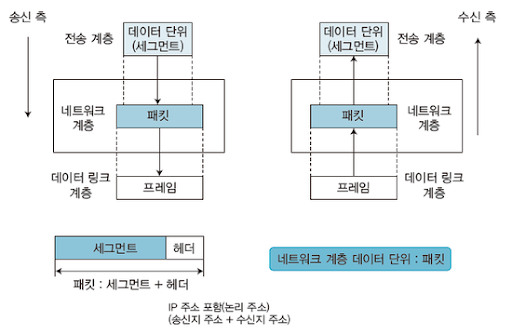 송신 측
수신 측
전송 계층
데이터 단위
(세그먼트)
데이터 단위
(세그먼트)
전송 계층
네트워크
계층
패킷
패킷
네트워크
계층
데이터 링크
계층
프레임
프레임
데이터 링크
계층
세그먼트
헤더
패킷 : 세그먼트 + 헤더
네트워크 계층 데이터 단위 : 패킷
IP 주소 포함(논리 주소)
(송신지 주소 + 수신지 주소)